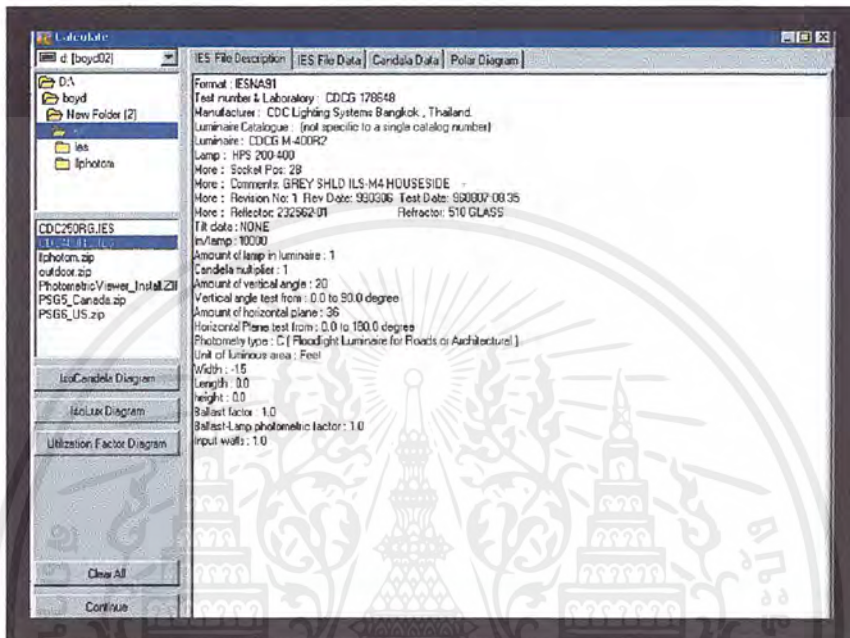 Calculate
d: [boyd02]
D:\
boyd
New Folder (2)
ies
llphotom
CDC250RG.IES
llphotom.zip
outdoor.zip
PhotometricViewer_Install.ZIP
PSG5_Canada.zip
PSG6_US.zip
IsoCandela Diagram
IsoLux Diagram
Utilization Factor Diagram
Clear All
Continue
IES File Description IES File Data Candela Data Polar Diagram
Format : IESNA91
Test number & Laboratory : CDCG 178648
Manufacturer : CDC Lighting Systems Bangkok , Thailand.
Luminaire Catalogue : (not specific to a single catalog number)
Luminaire : CDCG M-400R2
Lamp : HPS 200-400
More : Socket Pos: 2B
More : Comments: GREY SHLD ILS-M4 HOUSESIDE -
More : Revision No: 1 Rev Date: 990306 Test Date: 960807 08:35
More : Reflector: 232562-01 Refractor: 510 GLASS
Tilt data : NONE
lm/lamp : 10000
Amount of lamp in luminaire : 1
Candela multiplier : 1
Amount of vertical angle : 20
Vertical angle test from : 0.0 to 90.0 degree
Amount of horizontal plane : 36
Horizontal Plane test from : 0.0 to 180.0 degree
Photometry type : C ( Floodlight Luminaire for Roads or Architectural )
Unit of luminous area : Feet
Width : -1.5
Length : 0.0
height : 0.0
Ballast factor : 1.0
Ballast-Lamp photometric factor : 1.0
Input watts : 1.0